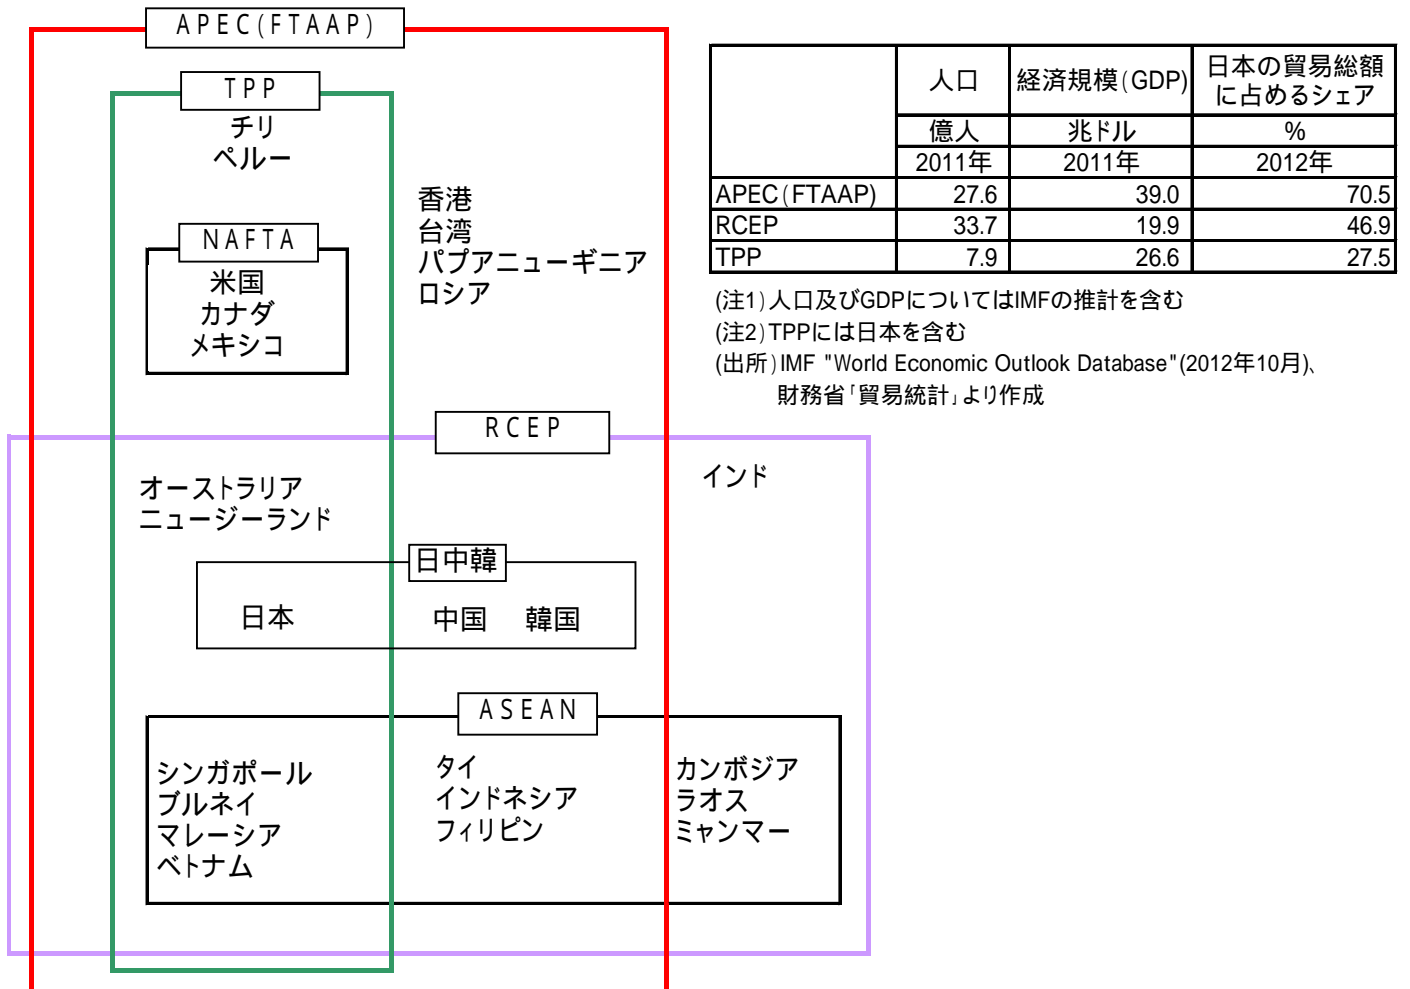 APEC(FTAAP)
TPP
チリ
ペルー
香港
台湾
パプアニューギニア
ロシア
NAFTA
米国
カナダ
メキシコ
RCEP
オーストラリア
ニュージーランド
インド
日中韓
日本 中国 韓国
ASEAN
シンガポール
ブルネイ
マレーシア
ベトナム
タイ
インドネシア
フィリピン
カンボジア
ラオス
ミャンマー
人口 経済規模(GDP) 日本の貿易総額
に占めるシェア
億人 兆ドル %
2011年 2011年 2012年
APEC(FTAAP) 27.6 39.0 70.5
RCEP 33.7 19.9 46.9
TPP 7.9 26.6 27.5
(注1)人口及びGDPについてはIMFの推計を含む
(注2)TPPには日本を含む
(出所)IMF "World Economic Outlook Database"(2012年10月)、
財務省「貿易統計」より作成